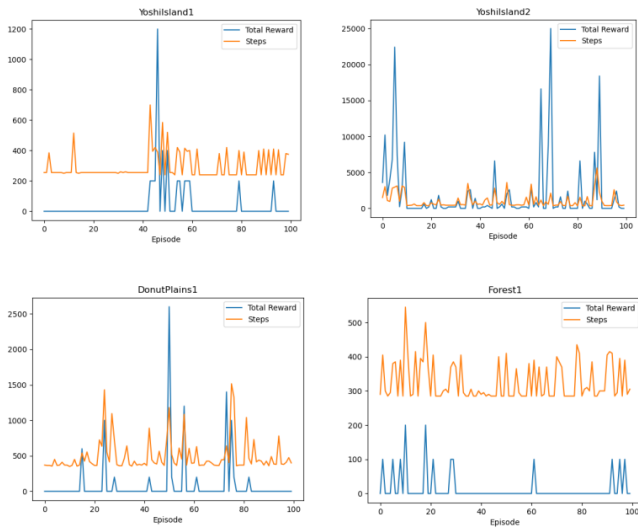 YoshiIsland1
Total Reward
Steps
1200
1000
800
600
400
200
0
0 20 40 60 80 100
Episode
YoshiIsland2
Total Reward
Steps
25000
20000
15000
10000
5000
0
0 20 40 60 80 100
Episode
DonutPlains1
Total Reward
Steps
2500
2000
1500
1000
500
0
0 20 40 60 80 100
Episode
Forest1
Total Reward
Steps
500
400
300
200
100
0
0 20 40 60 80 100
Episode